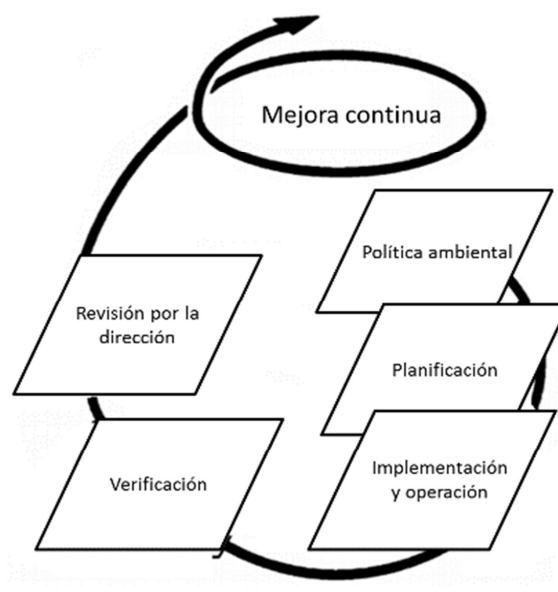 Mejora continua
Política ambiental
Planificación
Implementación
y operación
Verificación
Revisión por la
dirección